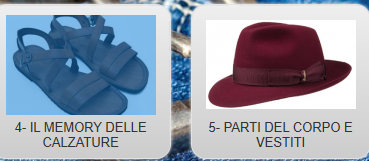 4- IL MEMORY DELLE
CALZATURE
5- PARTI DEL CORPO E
VESTITI